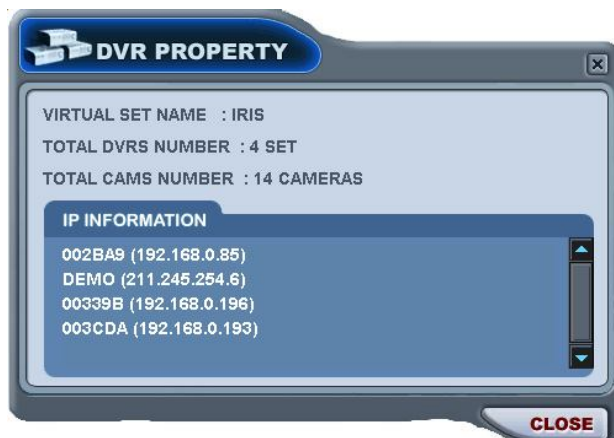 DVR PROPERTY
VIRTUAL SET NAME : IRIS
TOTAL DVRS NUMBER : 4 SET
TOTAL CAMS NUMBER : 14 CAMERAS
IP INFORMATION
002BA9 (192.168.0.85)
DEMO (211.245.254.6)
00339B (192.168.0.196)
003CDA (192.168.0.193)
CLOSE